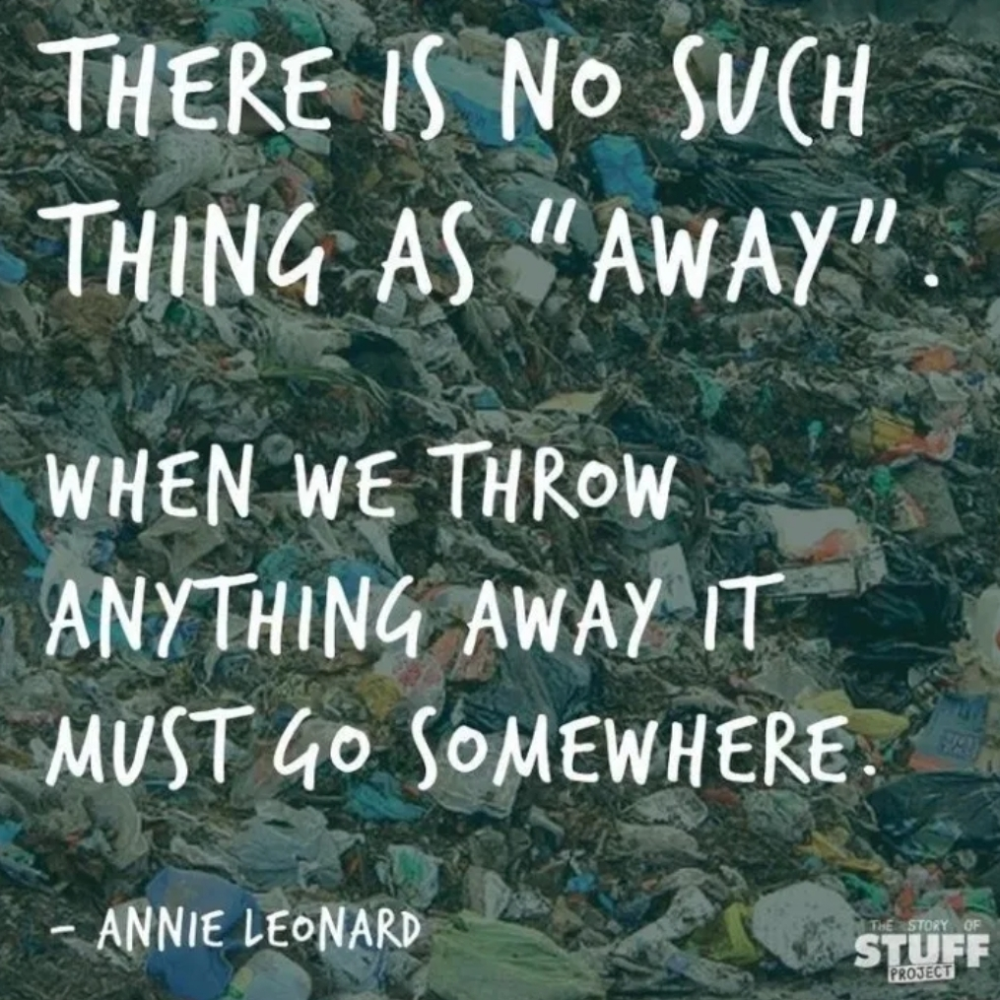 THERE IS NO SUCH
THING AS “AWAY”.
WHEN WE THROW
ANYTHING AWAY IT
MUST GO SOMEWHERE.
- ANNIE LEONARD
THE STORY OF
STUFF
PROJECT